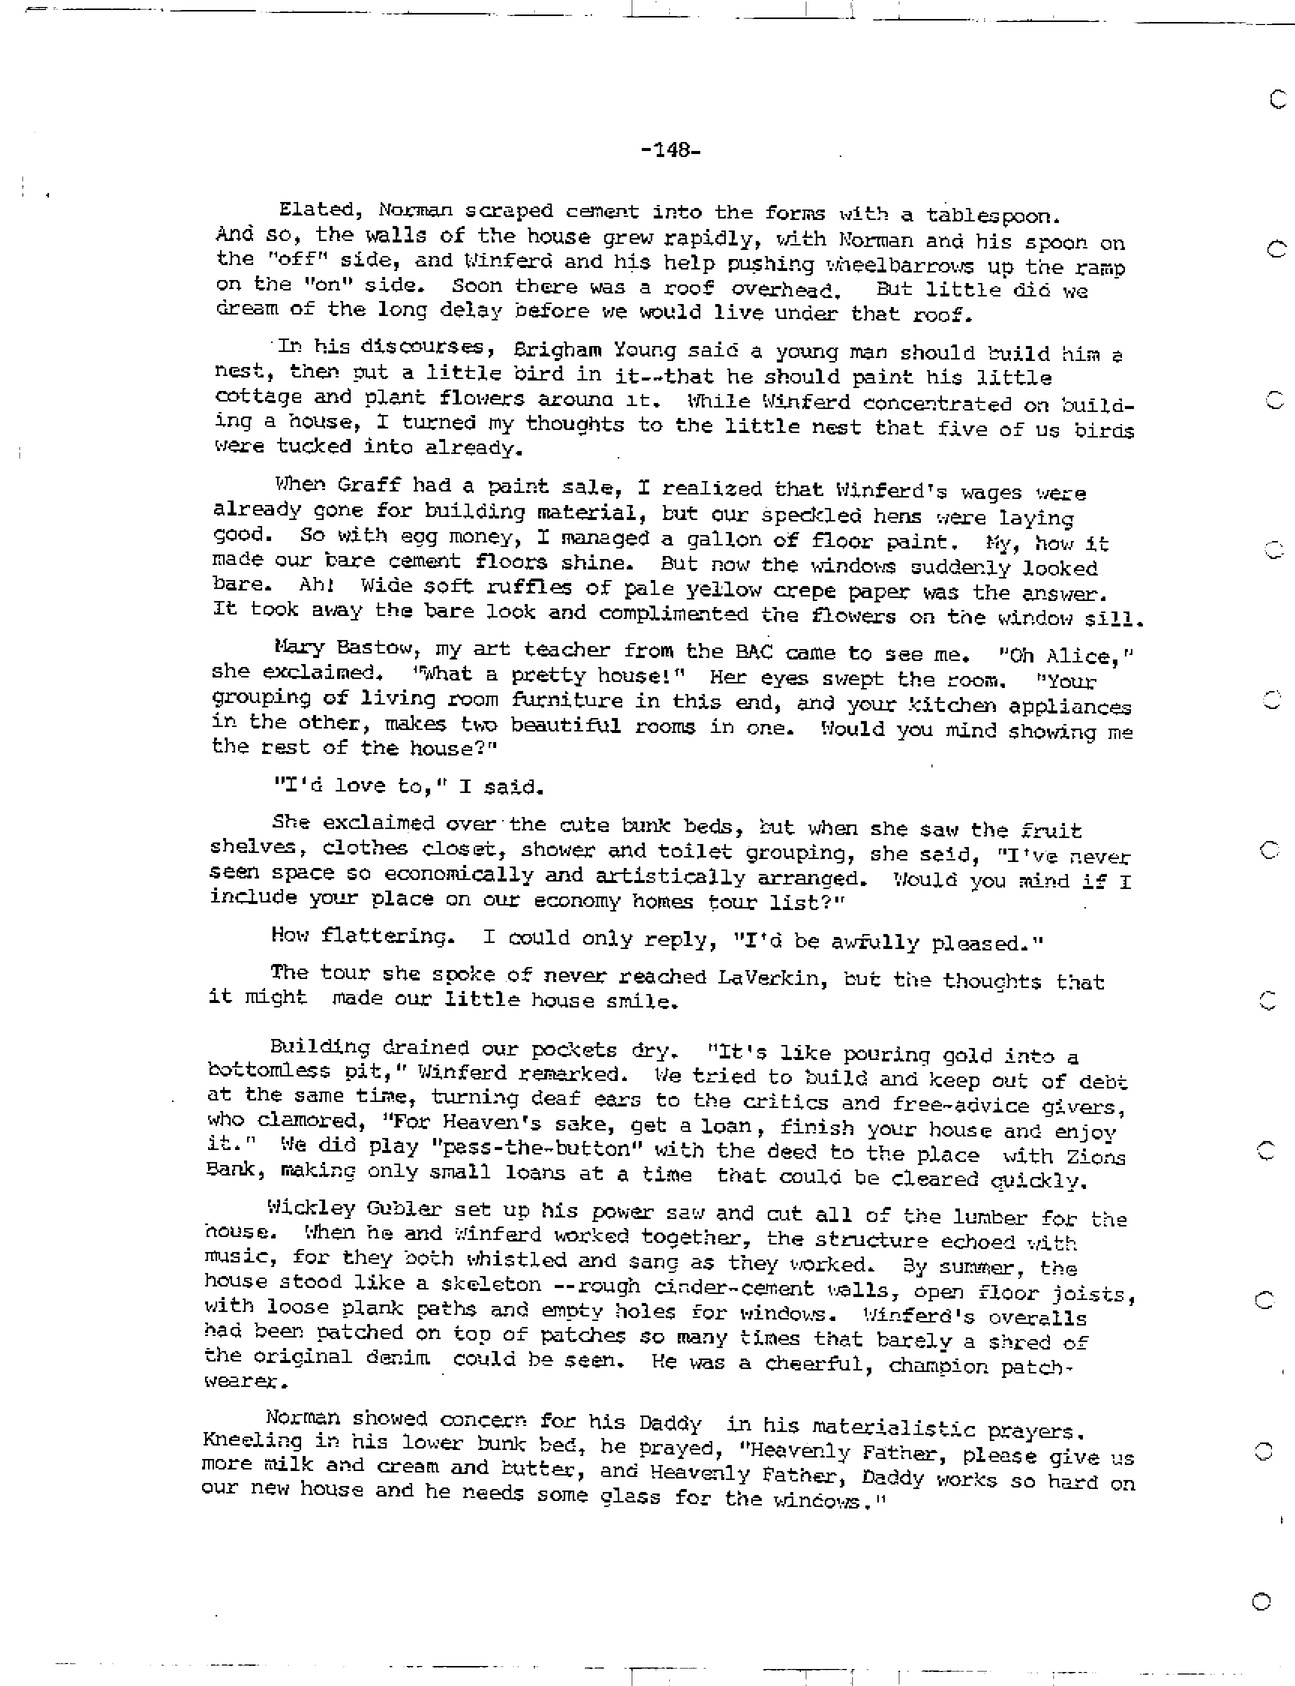 -148-
Elated, Norman scraped cement into the forms with a tablespoon.
And so, the walls of the house grew rapidly, with Norman and his spoon on
the "off" side, and Winferd and his help pushing wheelbarrows up the ramp
on the "on" side. Soon there was a roof overhead. But little did we
dream of the long delay before we would live under that roof.
In his discourses, Brigham Young said a young man should build him a
nest, then put a little bird in it--that he should paint his little
cottage and plant flowers around it. While Winferd concentrated on build-
ing a house, I turned my thoughts to the little nest that five of us birds
were tucked into already.
When Graff had a paint sale, I realized that Winferd's wages were
already gone for building material, but our speckled hens were laying
good. So with egg money, I managed a gallon of floor paint. My, how it
made our bare cement floors shine. But now the windows suddenly looked
bare. Ah! Wide soft ruffles of pale yellow crepe paper was the answer.
It took away the bare look and complimented the flowers on the window sill.
Mary Bastow, my art teacher from the BAC came to see me. "Oh Alice,"
she exclaimed. "What a pretty house!" Her eyes swept the room. "Your
grouping of living room furniture in this end, and your kitchen appliances
in the other, makes two beautiful rooms in one. Would you mind showing me
the rest of the house?"
"I'd love to," I said.
She exclaimed over the cute bunk beds, but when she saw the fruit
shelves, clothes closet, shower and toilet grouping, she said, "I've never
seen space so economically and artistically arranged. Would you mind if I
include your place on our economy homes tour list?"
How flattering. I could only reply, "I'd be awfully pleased."
The tour she spoke of never reached LaVerkin, but the thoughts that
it might made our little house smile.
Building drained our pockets dry. "It's like pouring gold into a
bottomless pit," Winferd remarked. We tried to build and keep out of debt
at the same time, turning deaf ears to the critics and free-advice givers,
who clamored, "For Heaven's sake, get a loan, finish your house and enjoy
it." We did play "pass-the-button" with the deed to the place with Zions
Bank, making only small loans at a time that could be cleared quickly.
Wickley Gubler set up his power saw and cut all of the lumber for the
house. When he and Winferd worked together, the structure echoed with
music, for they both whistled and sang as they worked. By summer, the
house stood like a skeleton --rough cinder-cement walls, open floor joists,
with loose plank paths and empty holes for windows. Winferd's overalls
had been patched on top of patches so many times that barely a shred of
the original denim could be seen. He was a cheerful, champion patch-
wearer.
Norman showed concern for his Daddy in his materialistic prayers.
Kneeling in his lower bunk bed, he prayed, "Heavenly Father, please give us
more milk and cream and butter, and Heavenly Father, Daddy works so hard on
our new house and he needs some glass for the windows."